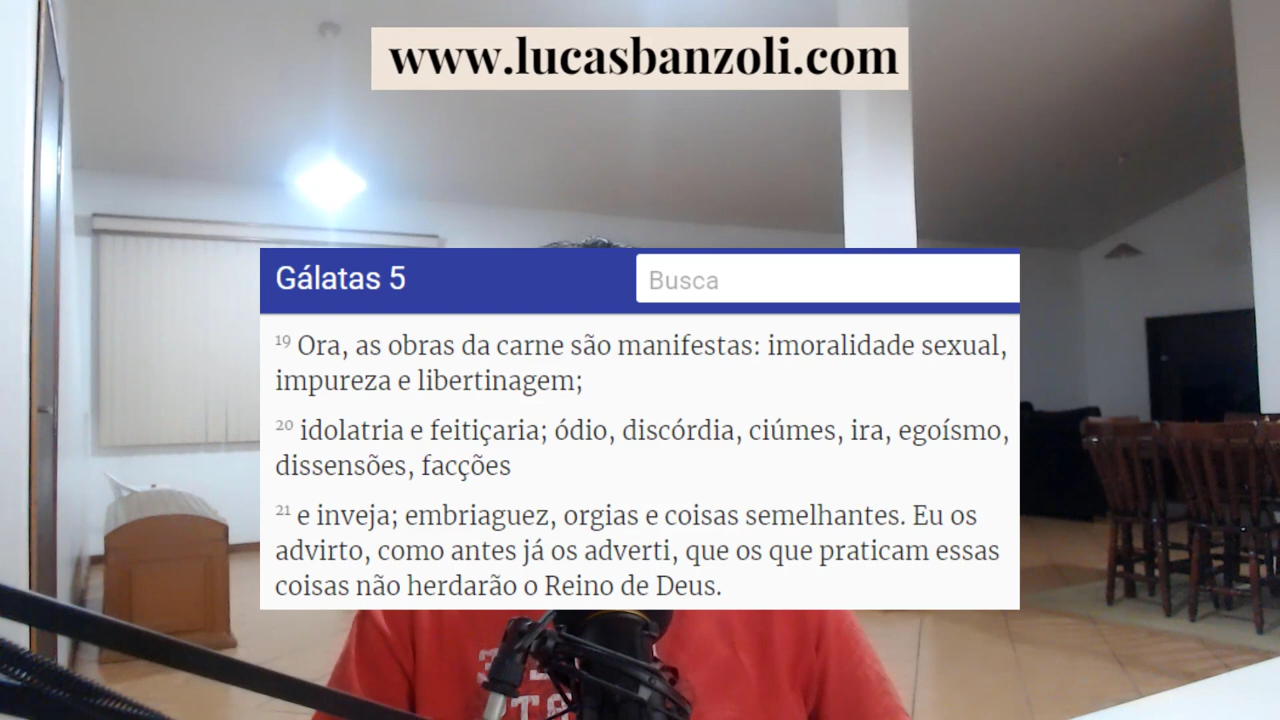 www.lucasbanzoli.com
Gálatas 5
Busca
19 Ora, as obras da carne são manifestas: imoralidade sexual,
impureza e libertinagem;
20 idolatria e feitiçaria; ódio, discórdia, ciúmes, ira, egoísmo,
dissensões, facções
21 e inveja; embriaguez, orgias e coisas semelhantes. Eu os
advirto, como antes já os adverti, que os que praticam essas
coisas não herdarão o Reino de Deus.